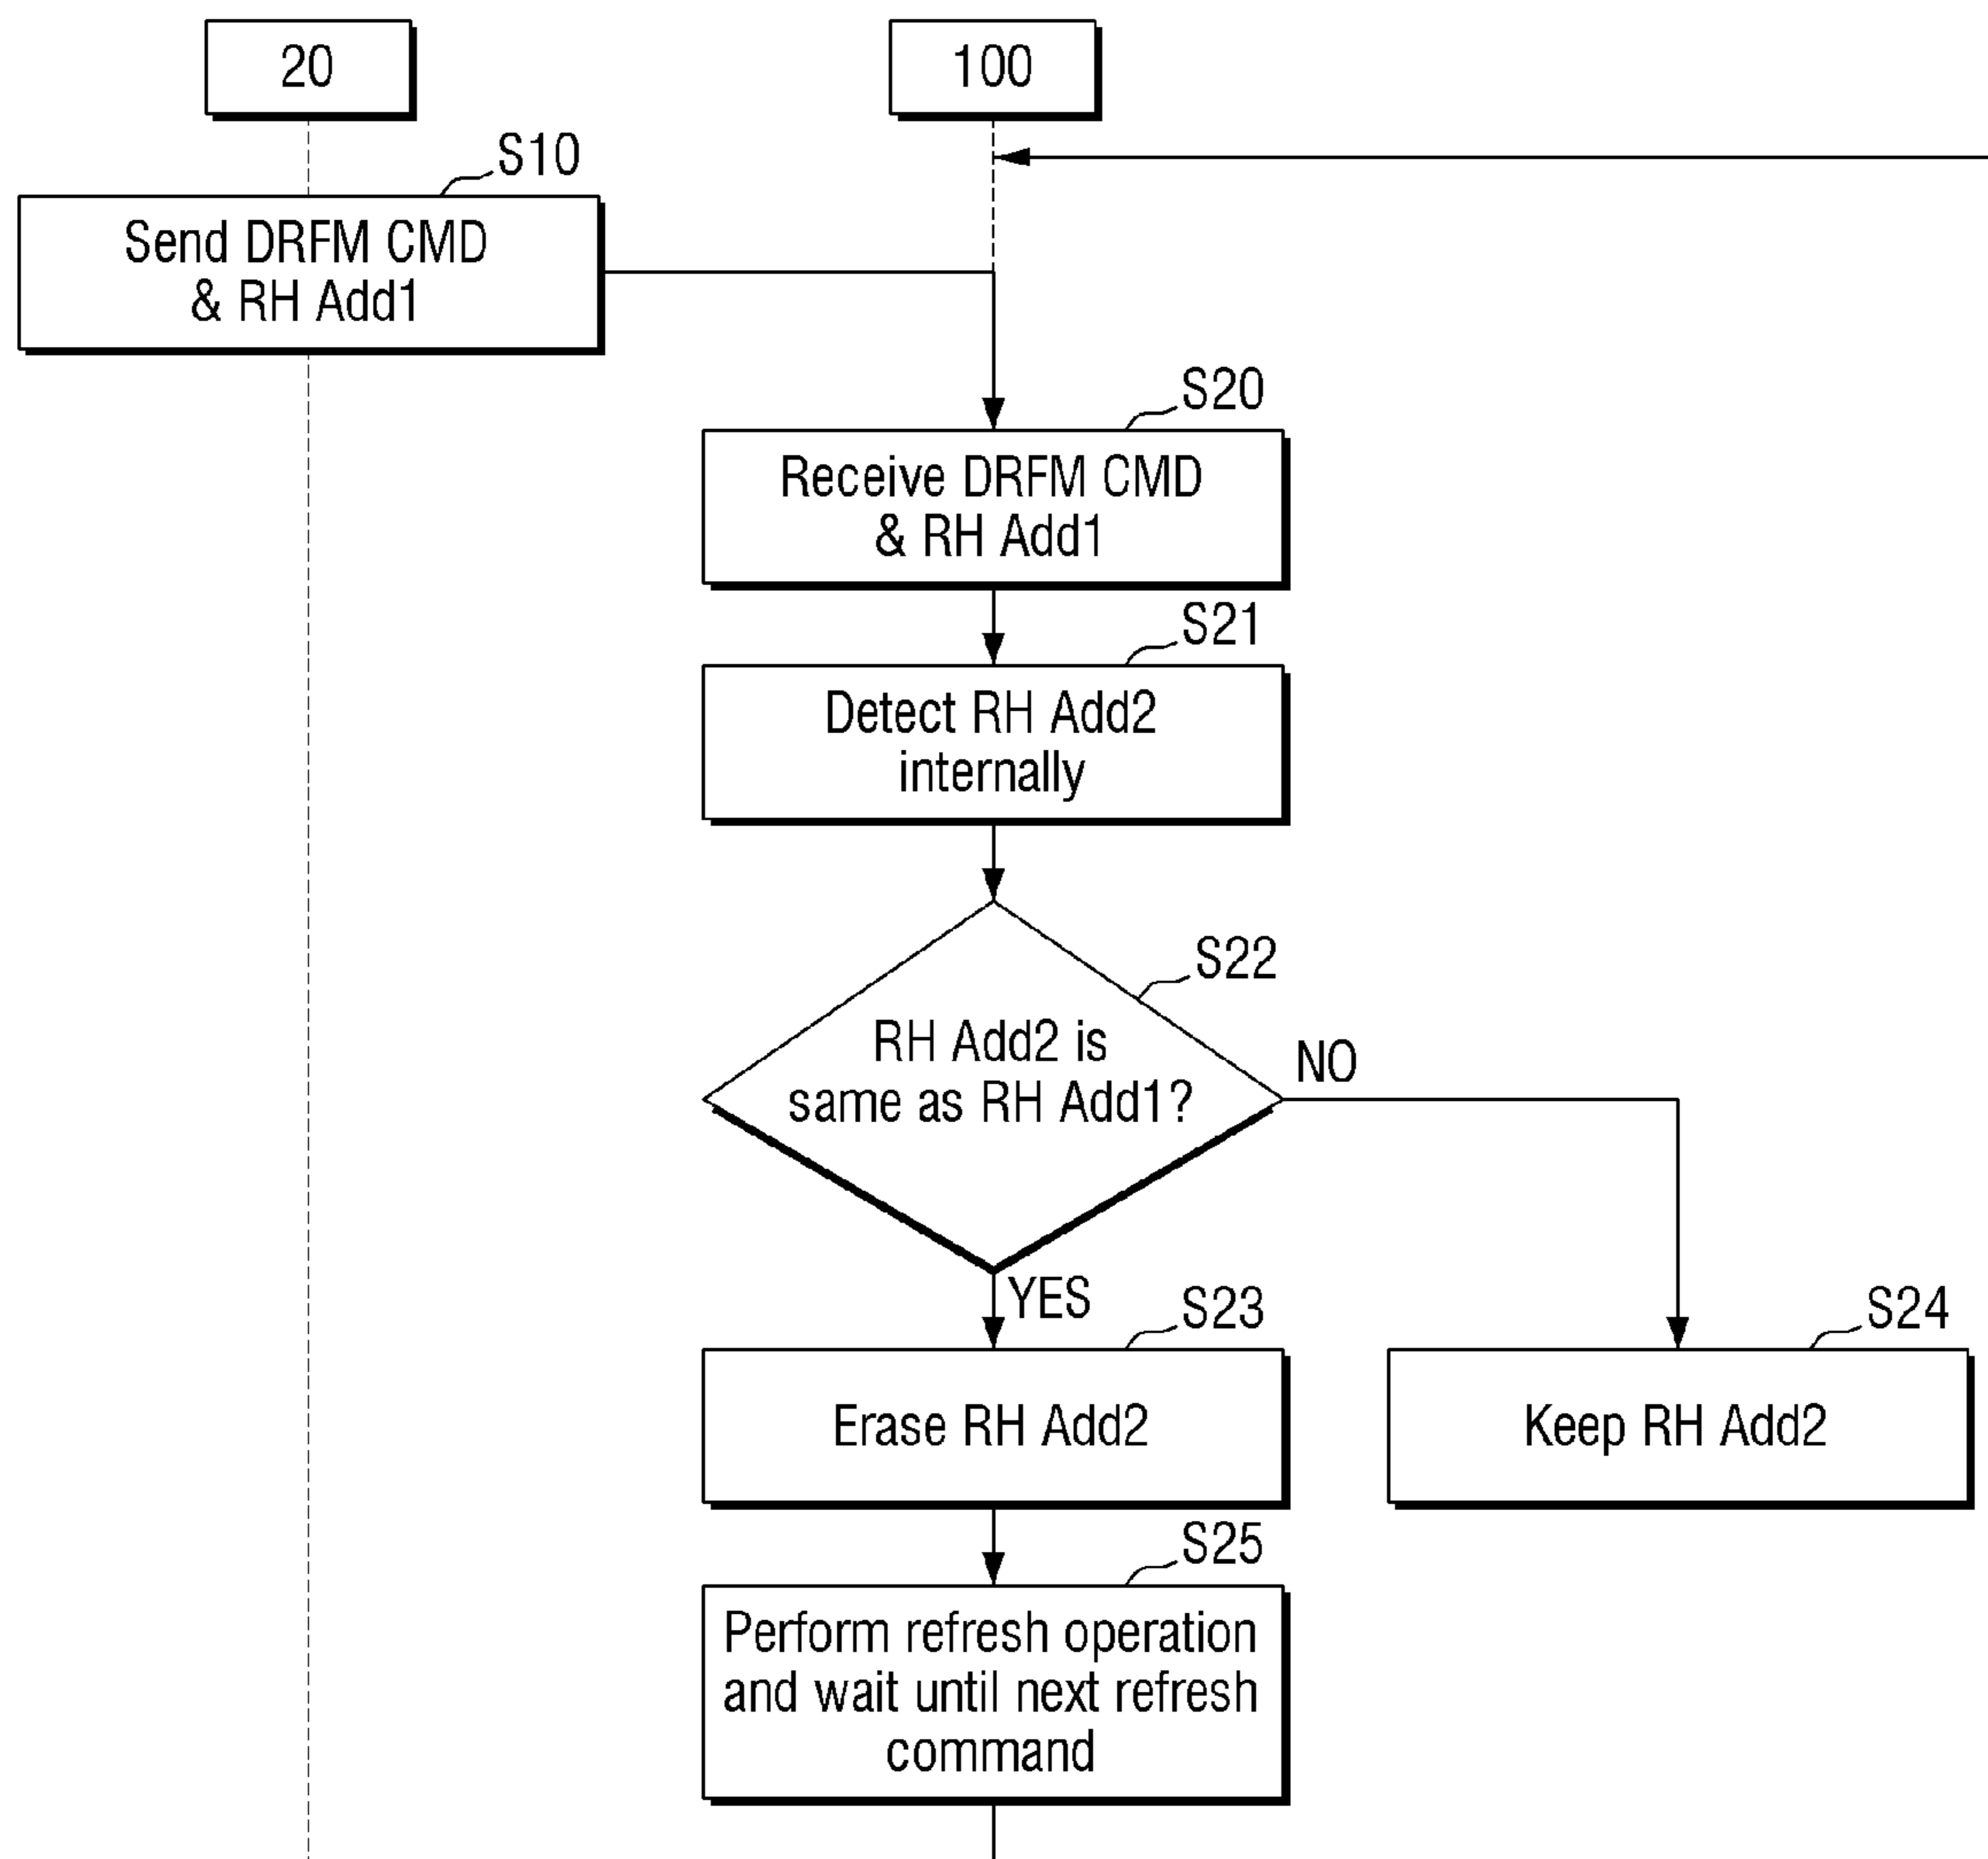 20
100
S10
Send DRFM CMD
& RH Add1
S20
Receive DRFM CMD
& RH Add1
S21
Detect RH Add2
internally
S22
RH Add2 is
same as RH Add1?
NO
YES
S23
Erase RH Add2
S24
Keep RH Add2
S25
Perform refresh operation
and wait until next refresh
command